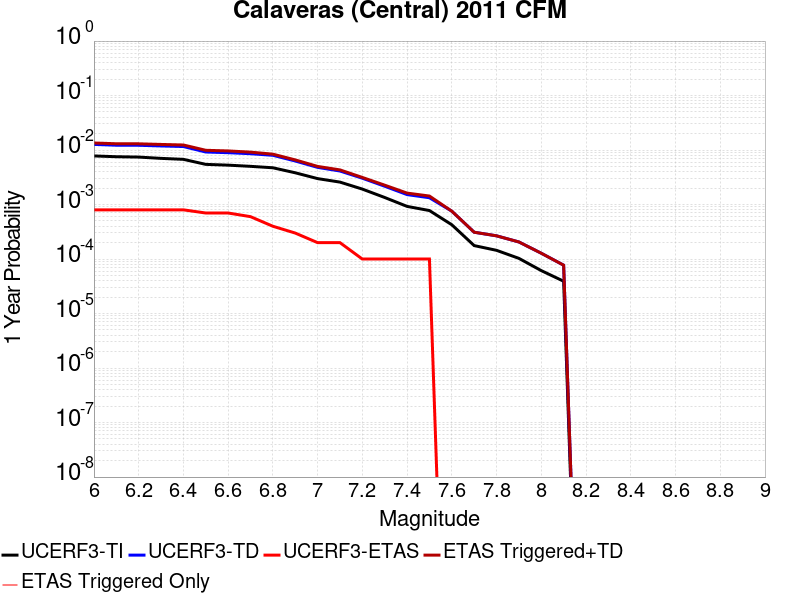 Calaveras (Central) 2011 CFM
10 0
10 -1
10 -2
10 -3
10 -4
10 -5
10 -6
10 -7
10 -8
1 Year Probability
6 6.2 6.4 6.6 6.8 7 7.2 7.4 7.6 7.8 8 8.2 8.4 8.6 8.8 9
Magnitude
UCERF3-TI UCERF3-TD UCERF3-ETAS ETAS Triggered+TD
ETAS Triggered Only